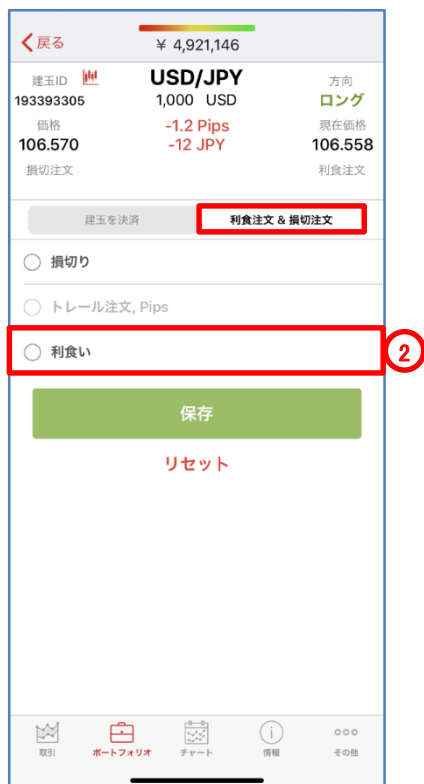 戻る
¥ 4,921,146
建玉ID
USD/JPY
方向
193393305
1,000 USD
ロング
価格
-1.2 Pips
現在価格
106.570
-12 JPY
106.558
損切注文
利食注文
建玉を決済
利食注文 & 損切注文
損切り
トレール注文, Pips
利食い
2
保存
リセット
取引
ポートフォリオ
チャート
情報
その他